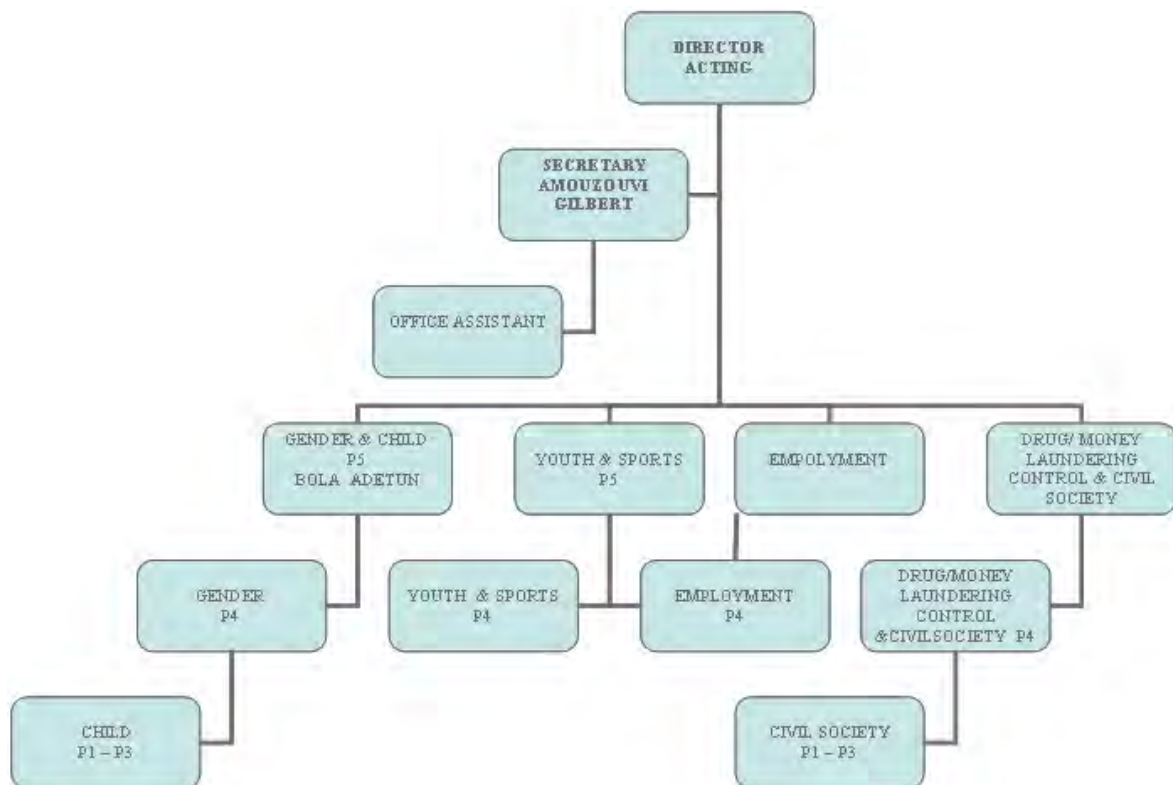 DIRECTOR
ACTING
SECRETARY
AMOUZOUVI
GILBERT
OFFICE ASSISTANT
GENDER & CHILD
P5
BOLA ADETUN
YOUTH & SPORTS
P5
EMPOLYMENT
DRUG/ MONEY
LAUNDERING
CONTROL & CIVIL
SOCIETY
GENDER
P4
YOUTH & SPORTS
P4
EMPLOYMENT
P4
DRUG/MONEY
LAUNDERING
CONTROL
&CIVILSOCIETY P4
CHILD
P1 – P3
CIVIL SOCIETY
P1 – P3